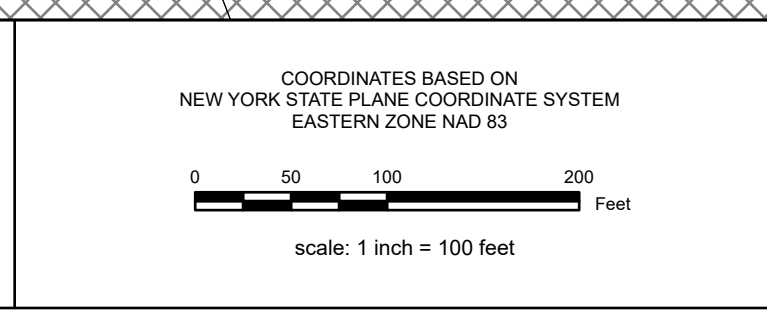 COORDINATES BASED ON
NEW YORK STATE PLANE COORDINATE SYSTEM
EASTERN ZONE NAD 83
0 50 100 200
Feet
scale: 1 inch = 100 feet